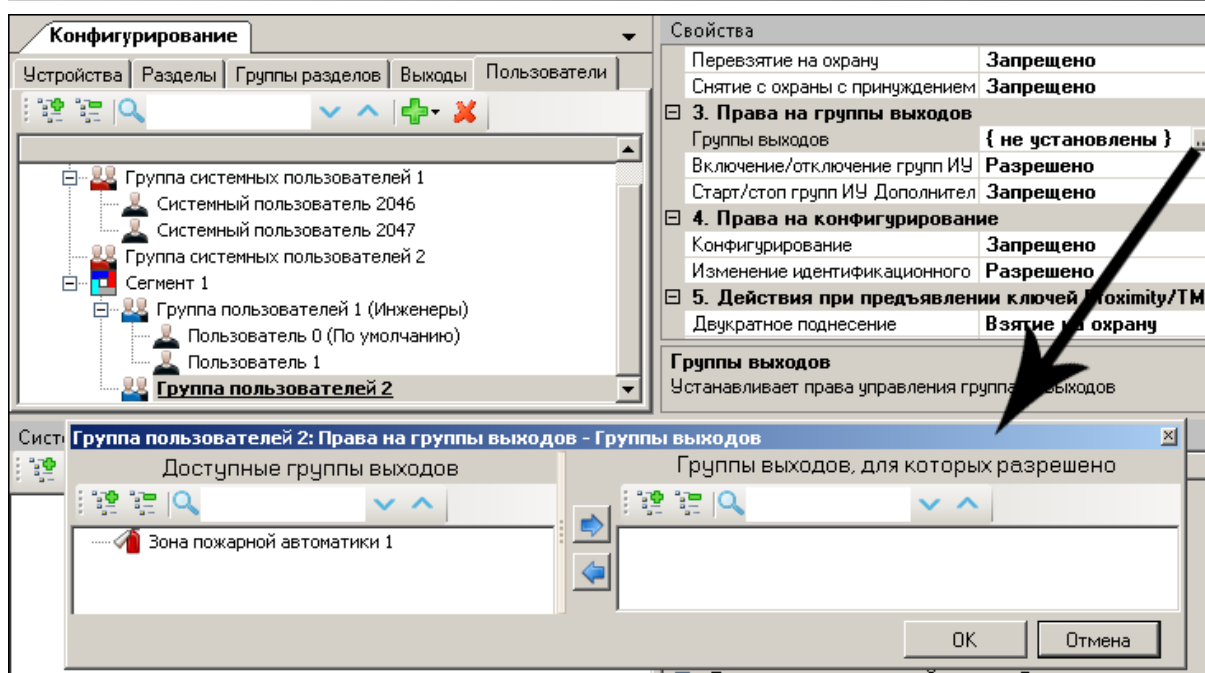 Конфигурирование
Устройства Разделы Группы разделов Выходы Пользователи
Группа системных пользователей 1
Системный пользователь 2046
Системный пользователь 2047
Группа системных пользователей 2
Сегмент 1
Группа пользователей 1 (Инженеры)
Пользователь 0 (По умолчанию)
Пользователь 1
Группа пользователей 2
Свойства
Перевзятие на охрану Запрещено
Снятие с охраны с принуждением Запрещено
3. Права на группы выходов
Группы выходов { не установлены } ...
Включение/отключение групп ИУ Разрешено
Старт/стоп групп ИУ Дополнител Запрещено
4. Права на конфигурирование
Конфигурирование Запрещено
Изменение идентификационного Разрешено
5. Действия при предъявлении ключей Proximity/TM
Двукратное поднесение Взятие на охрану
Группы выходов
Устанавливает права управления выходов
Сист
Группа пользователей 2: Права на группы выходов - Группы выходов
Доступные группы выходов
Зона пожарной автоматики 1
Группы выходов, для которых разрешено
OK Отмена